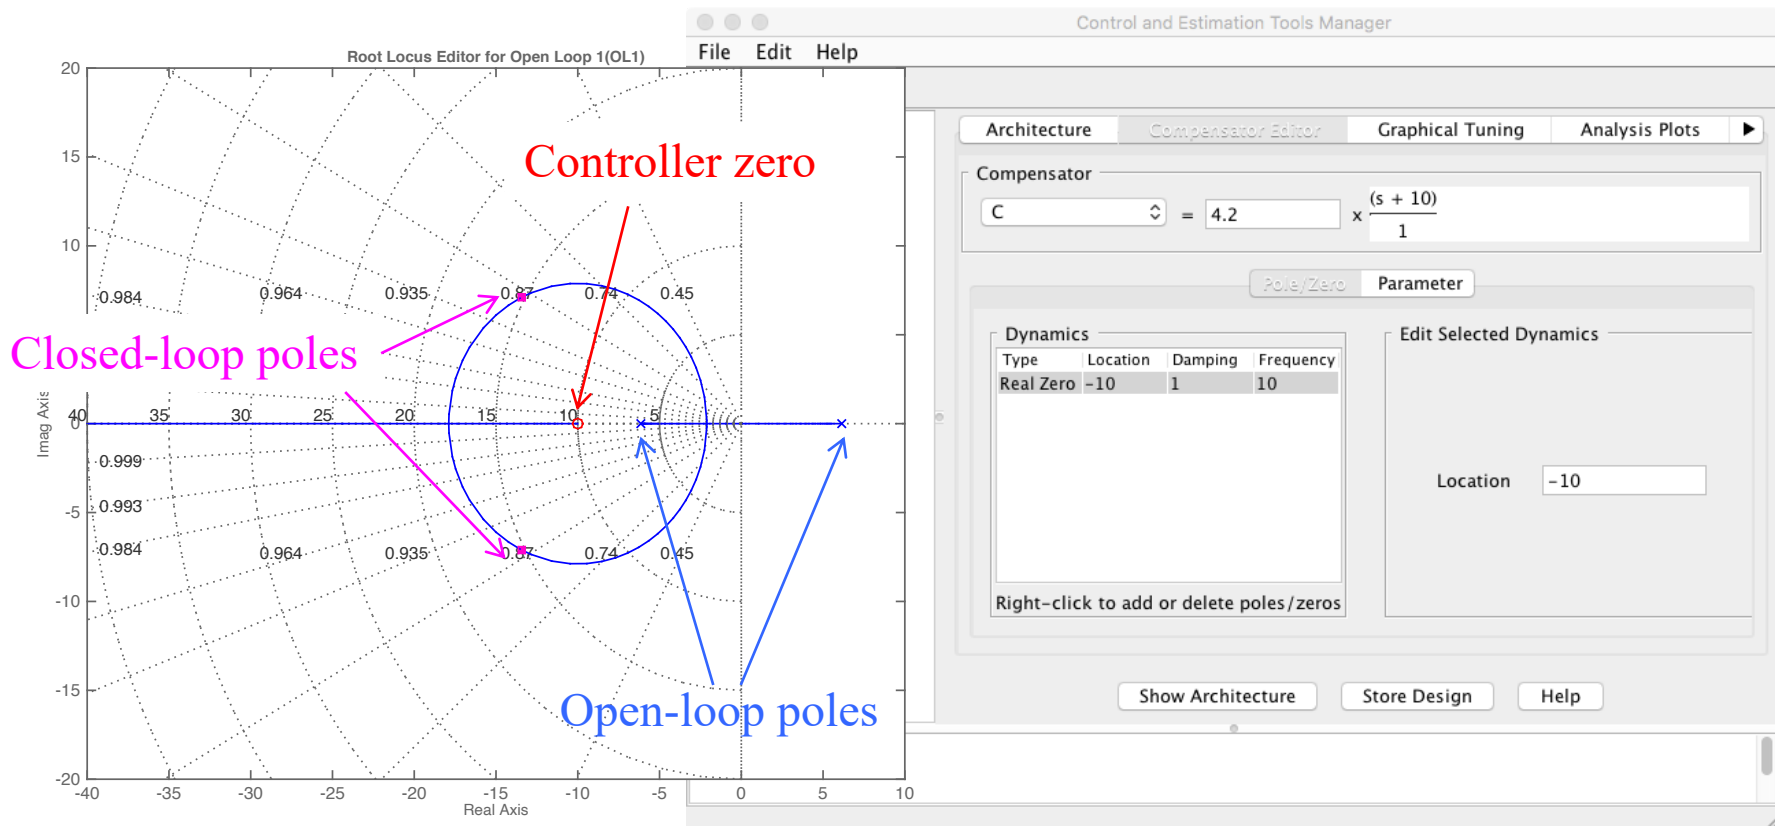 Control and Estimation Tools Manager
File Edit Help
Root Locus Editor for Open Loop 1(OL1)
20
15
10
5
0
-5
-10
-15
-20
Imag Axis
-40 -35 -30 -25 -20 -15 -10 -5 0 5 10
Real Axis
Controller zero
0.984 0.964 0.935 0.87 0.74 0.45
Closed-loop poles
40 35 30 25 20 15 10 5
0.999
0.993
0.984 0.964 0.935 0.87 0.74 0.45
Open-loop poles
Architecture Compensator Editor Graphical Tuning Analysis Plots
Compensator
C = 4.2 x (s + 10)
1
Pole/Zero Parameter
Dynamics
Type Location Damping Frequency
Real Zero -10 1 10
Right-click to add or delete poles/zeros
Edit Selected Dynamics
Location -10
Show Architecture Store Design Help